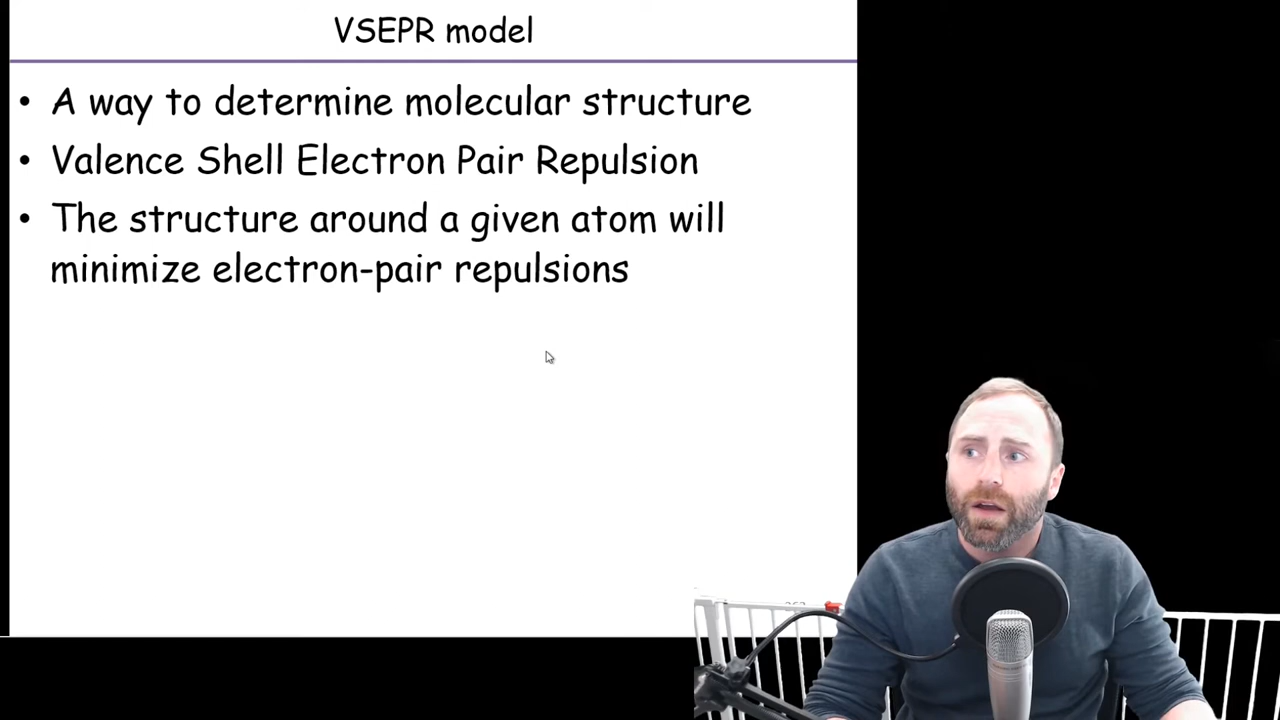 VSEPR model
• A way to determine molecular structure
• Valence Shell Electron Pair Repulsion
• The structure around a given atom will
minimize electron-pair repulsions